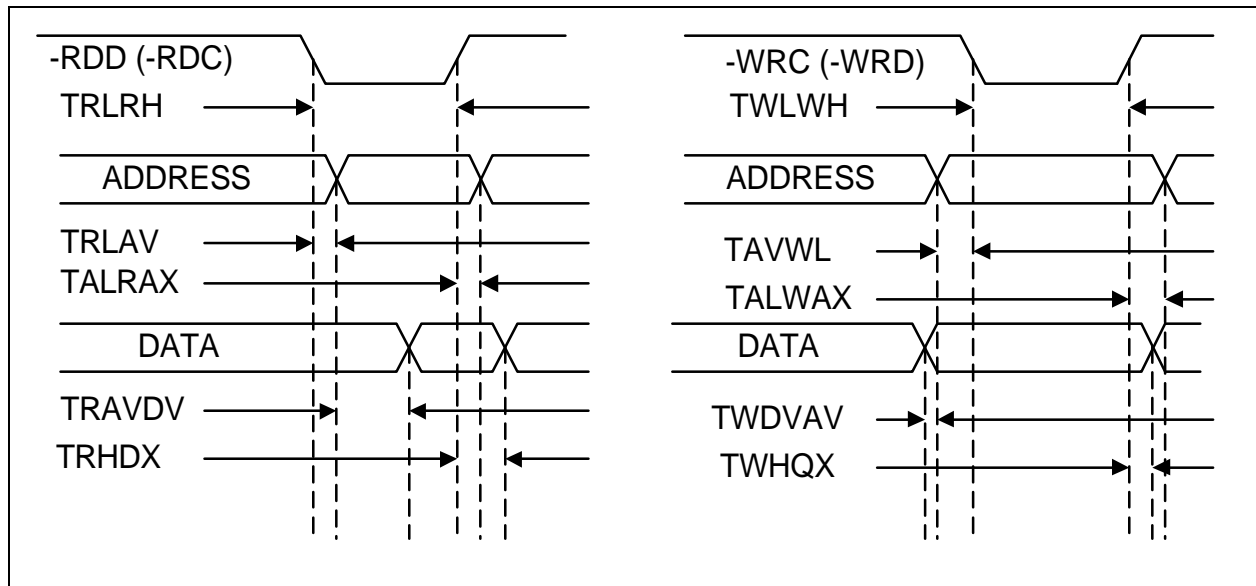 -RDD (-RDC)
TRLRH
ADDRESS
TRLAV
TALRAX
DATA
TRAVDV
TRHDX
-WRC (-WRD)
TWLWH
ADDRESS
TAVWL
TALWAX
DATA
TWDVAV
TWHQX